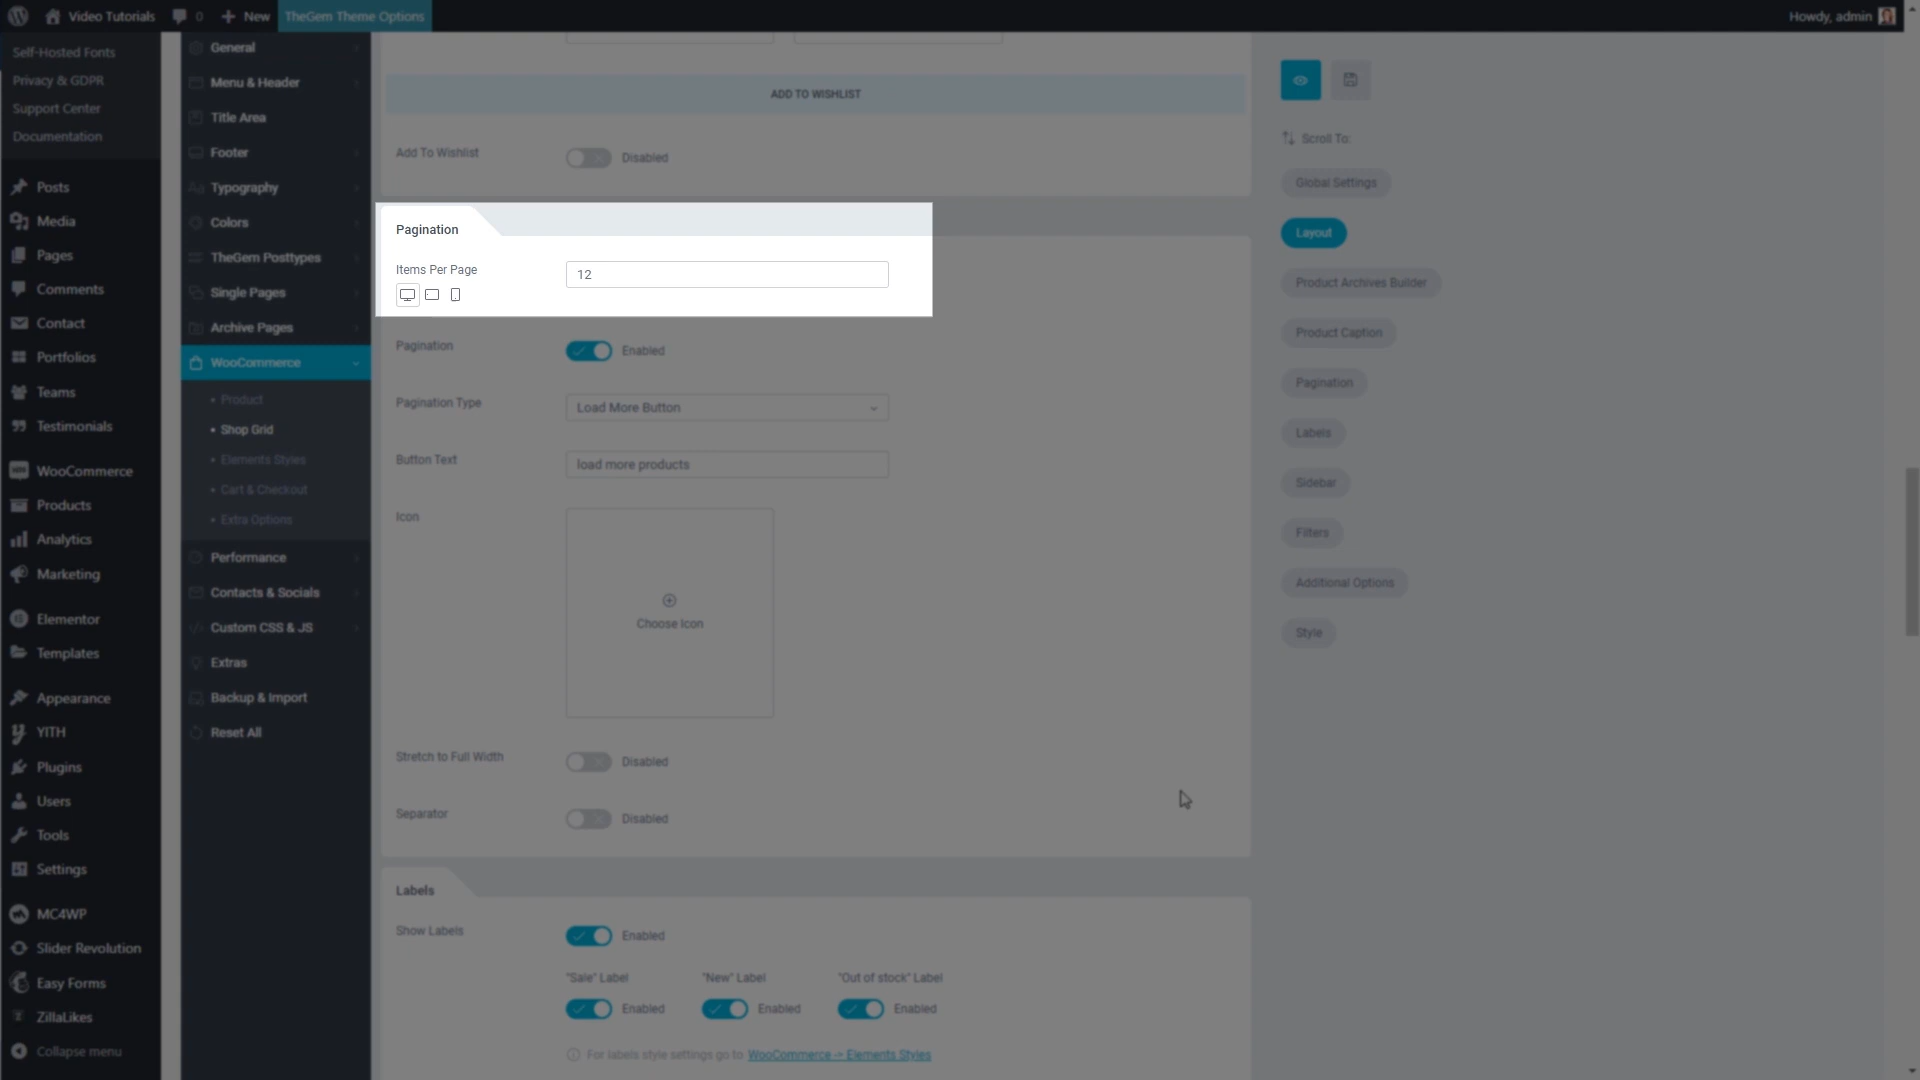 Video Tutorials
0
New
TheGem Theme Options
Howdy, admin
Self-Hosted Fonts
Privacy & GDPR
Support Center
Documentation
Posts
Media
Pages
Comments
Contact
Portfolios
Teams
Testimonials
WooCommerce
Products
Analytics
Marketing
Elementor
Templates
Appearance
YITH
Plugins
Users
Tools
Settings
MC4WP
Slider Revolution
Easy Forms
ZillaLikes
Collapse menu
General
Menu & Header
Title Area
Footer
Typography
Colors
TheGem Posttypes
Single Pages
Archive Pages
WooCommerce
Product
Shop Grid
Elements Styles
Cart & Checkout
Extra Options
Performance
Contacts & Socials
Custom CSS & JS
Extras
Backup & Import
Reset All
ADD TO WISHLIST
Add To Wishlist
Disabled
Pagination
Items Per Page
12
Pagination
Enabled
Pagination Type
Load More Button
Button Text
load more products
Icon
Choose Icon
Stretch to Full Width
Disabled
Separator
Disabled
Labels
Show Labels
Enabled
"Sale" Label
"New" Label
"Out of stock" Label
Enabled
Enabled
Enabled
For labels style settings go to WooCommerce -> Elements Styles
Scroll To:
Global Settings
Layout
Product Archives Builder
Product Caption
Pagination
Labels
Sidebar
Filters
Additional Options
Style